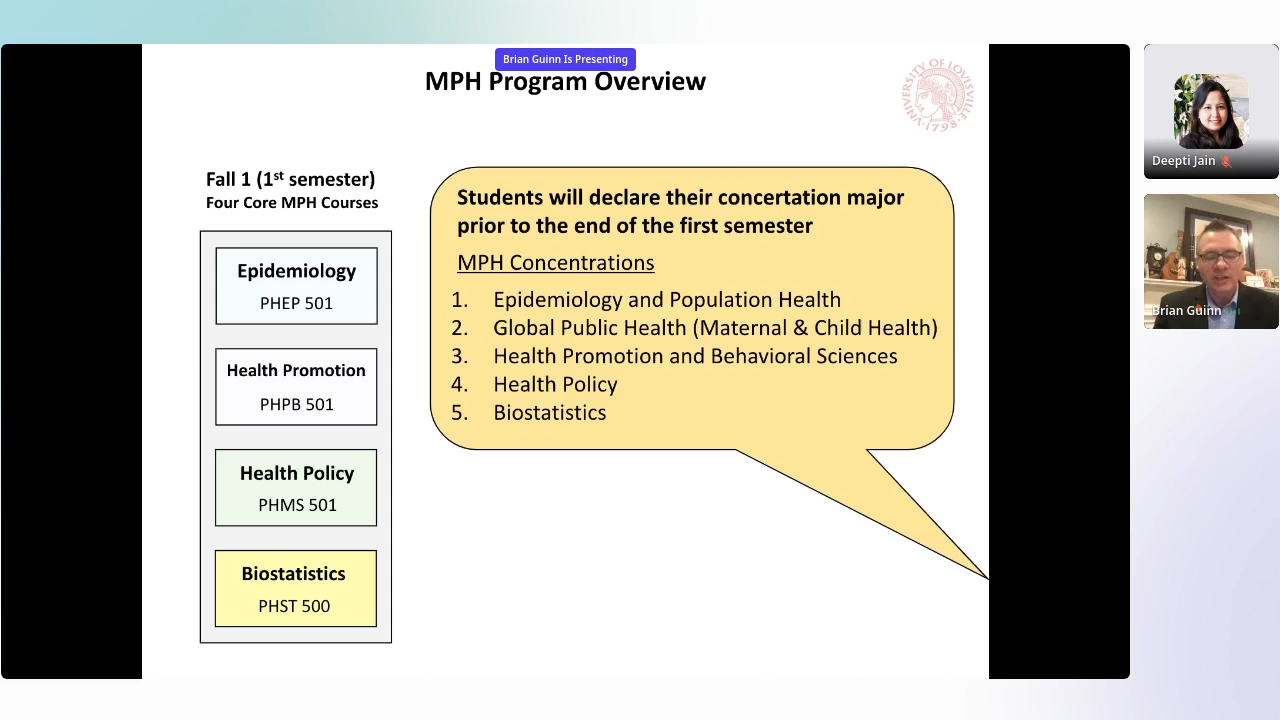 Brian Guinn Is Presenting
MPH Program Overview
UNIVERSITY OF LOUISVILLE
1798
Fall 1 (1st semester)
Four Core MPH Courses
Epidemiology
PHEP 501
Health Promotion
PHPB 501
Health Policy
PHMS 501
Biostatistics
PHST 500
Students will declare their concertation major
prior to the end of the first semester
MPH Concentrations
1. Epidemiology and Population Health
2. Global Public Health (Maternal & Child Health)
3. Health Promotion and Behavioral Sciences
4. Health Policy
5. Biostatistics
Deepti Jain
Brian Guinn